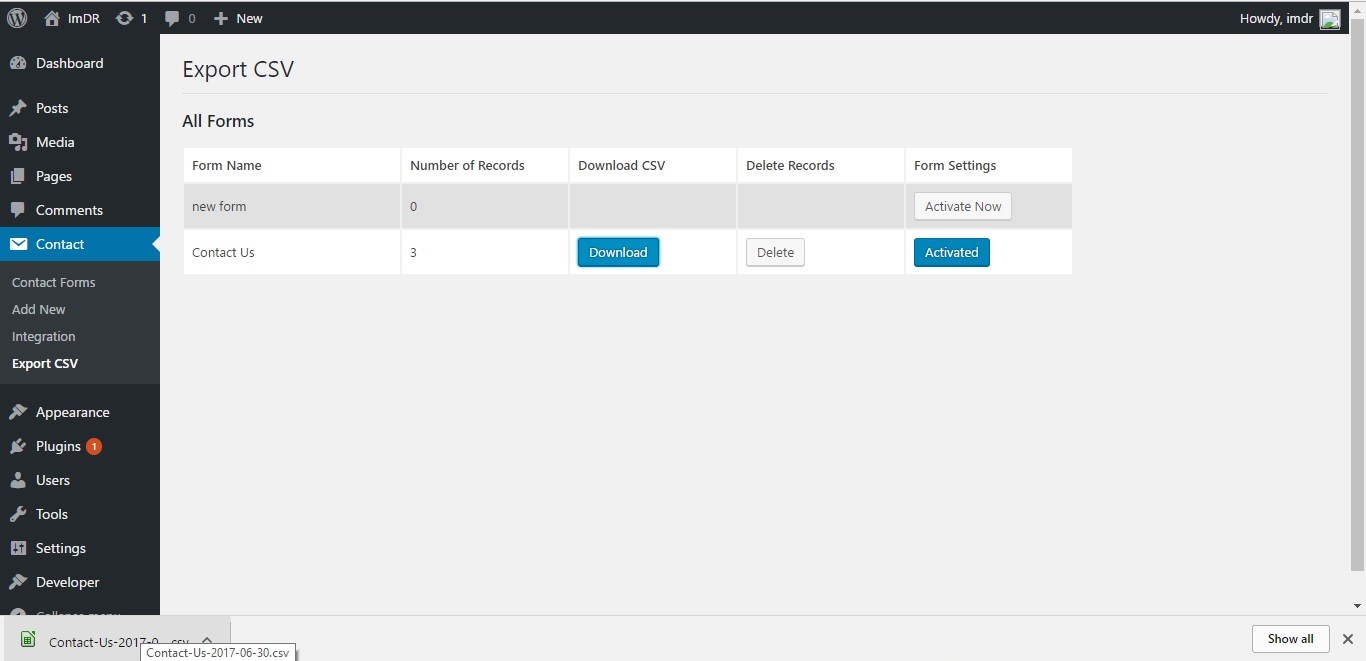 ImDR 1 0 New Howdy, imdr
Dashboard
Posts
Media
Pages
Comments
Contact
Contact Forms
Add New
Integration
Export CSV
Appearance
Plugins 1
Users
Tools
Settings
Developer
Collapse menu
Export CSV
All Forms
Form Name Number of Records Download CSV Delete Records Form Settings
new form 0 Activate Now
Contact Us 3 Download Delete Activated
Contact-Us-2017-0....csv
Contact-Us-2017-06-30.csv
Show all